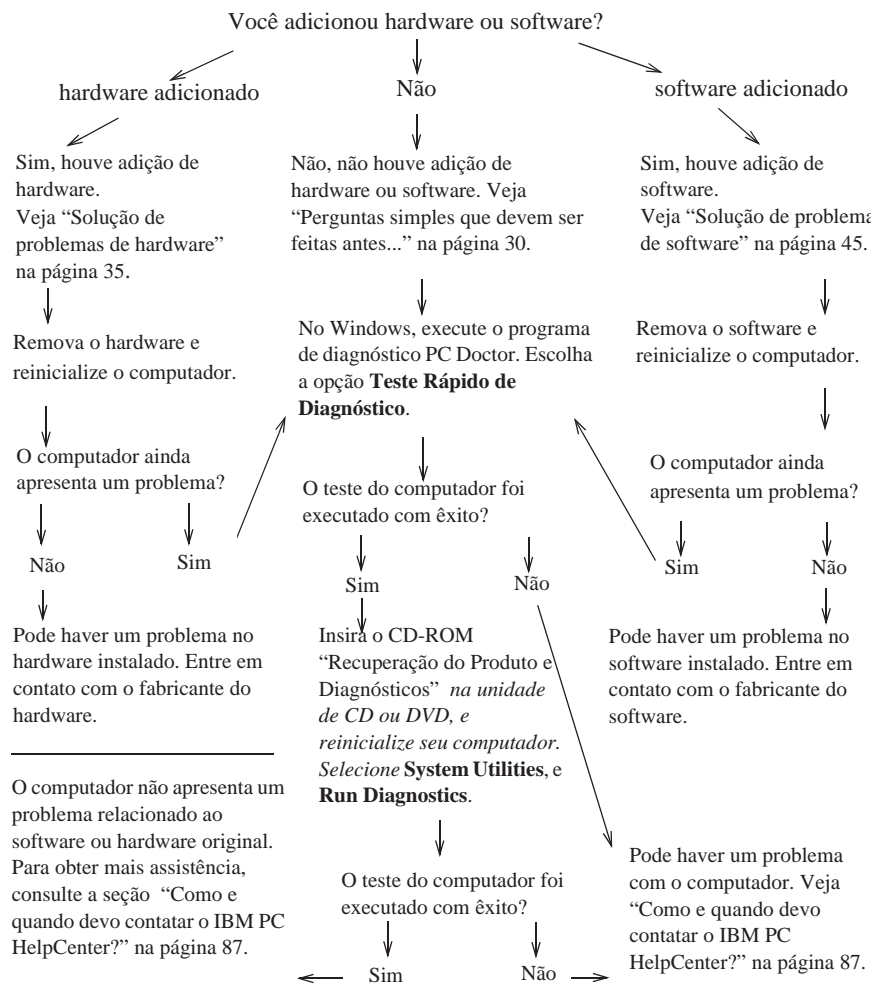 Você adicionou hardware ou software?
hardware adicionado
Não
software adicionado
Sim, houve adição de
hardware.
Veja “Solução de
problemas de hardware”
na página 35.
Não, não houve adição de
hardware ou software. Veja
“Perguntas simples que devem ser
feitas antes...” na página 30.
Sim, houve adição de
software.
Veja “Solução de problema
de software” na página 45.
Remova o hardware e
reinicialize o computador.
No Windows, execute o programa
de diagnóstico PC Doctor. Escolha
a opção Teste Rápido de
Diagnóstico.
Remova o software e
reinicialize o computador.
O computador ainda
apresenta um problema?
O teste do computador foi
executado com êxito?
O computador ainda
apresenta um problema?
Não
Sim
Sim
Não
Sim
Não
Pode haver um problema no
hardware instalado. Entre em
contato com o fabricante do
hardware.
Insira o CD-ROM
“Recuperação do Produto e
Diagnósticos” na unidade
de CD ou DVD, e
reinicialize seu computador.
Selecione System Utilities, e
Run Diagnostics.
Pode haver um problema no
software instalado. Entre em
contato com o fabricante do
software.
O computador não apresenta um
problema relacionado ao
software ou hardware original.
Para obter mais assistência,
consulte a seção “Como e
quando devo contatar o IBM PC
HelpCenter?” na página 87.
O teste do computador foi
executado com êxito?
Sim
Não
Pode haver um problema
com o computador. Veja
“Como e quando devo
contatar o IBM PC
HelpCenter?” na página 87.